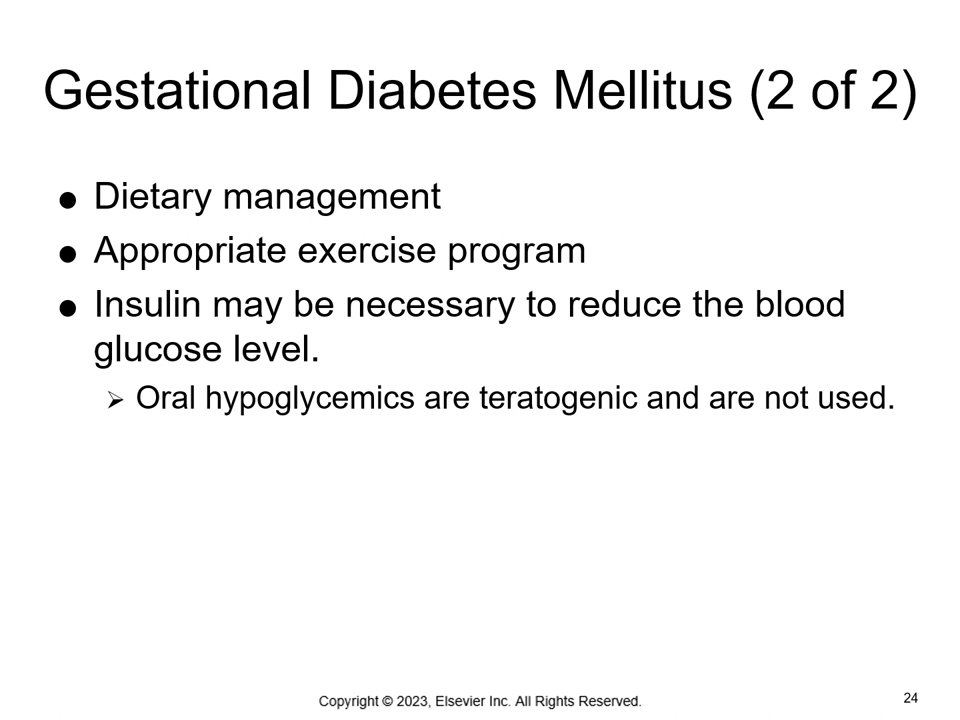 Gestational Diabetes Mellitus (2 of 2)
● Dietary management
● Appropriate exercise program
● Insulin may be necessary to reduce the blood
glucose level.
➢ Oral hypoglycemics are teratogenic and are not used.
Copyright © 2023, Elsevier Inc. All Rights Reserved.
24